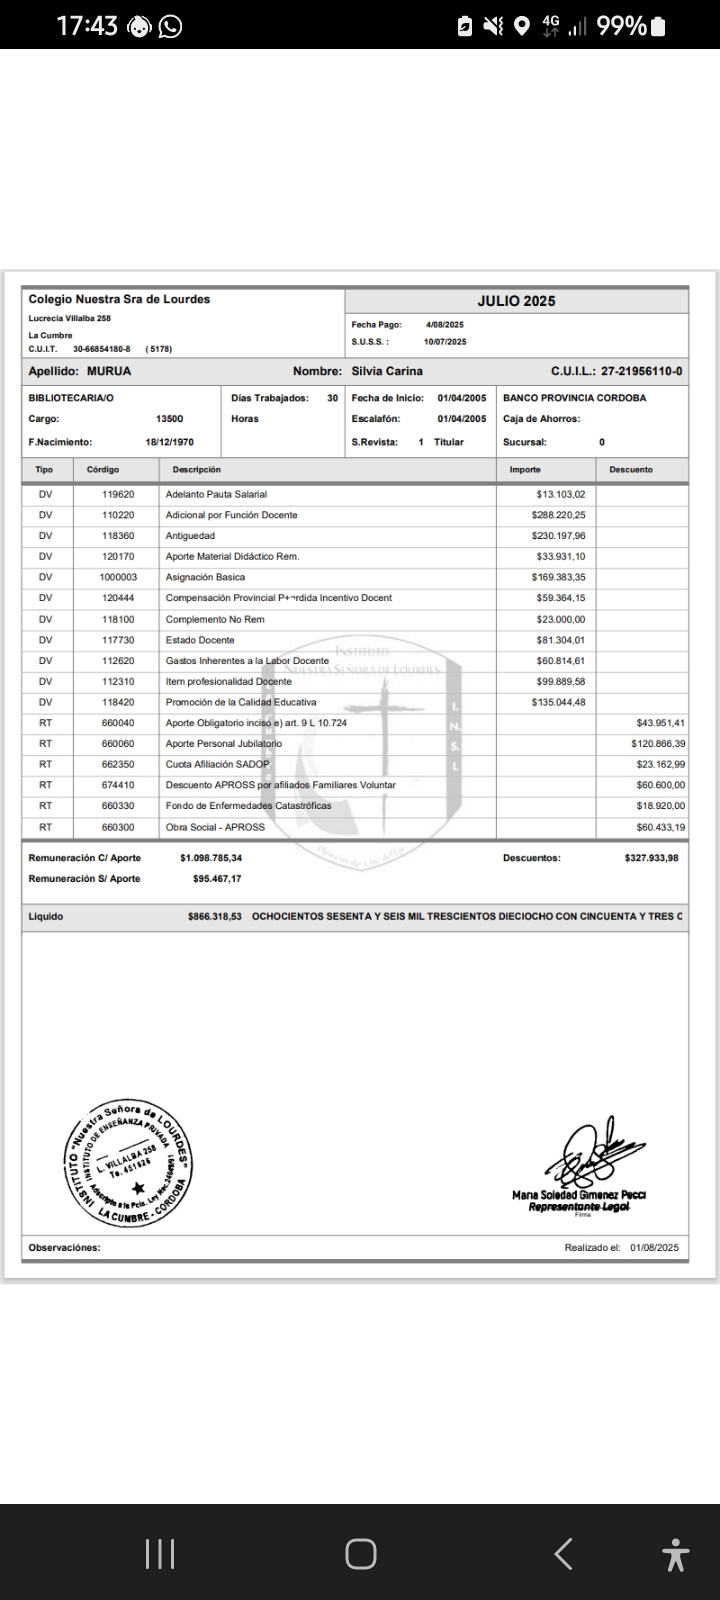 17:43 4G 99%
Colegio Nuestra Sra de Lourdes
JULIO 2025
Lucrecia Villalba 258
La Cumbre
C.U.I.T. 30-66854180-8 (5178)
Fecha Pago: 4/08/2025
S.U.S.S. : 10/07/2025
Apellido: MURUA Nombre: Silvia Carina C.U.I.L.: 27-21956110-0
BIBLIOTECARIA/O Días Trabajados: 30 Fecha de Inicio: 01/04/2005 BANCO PROVINCIA CORDOBA
Cargo: 13500 Horas Escalafón: 01/04/2005 Caja de Ahorros:
F.Nacimiento: 18/12/1970 S.Revista: 1 Titular Sucursal: 0
Tipo Córdigo Descripción Importe Descuento
DV 119620 Adelanto Pauta Salarial $13.103,02
DV 110220 Adicional por Función Docente $288.220,25
DV 118360 Antiguedad $230.197,96
DV 120170 Aporte Material Didáctico Rem. $33.931,10
DV 1000003 Asignación Basica $169.383,35
DV 120444 Compensación Provincial P+¬rdida Incentivo Docent $59.364,15
DV 118100 Complemento No Rem $23.000,00
DV 117730 Estado Docente $81.304,01
DV 112620 Gastos Inherentes a la Labor Docente $60.814,61
DV 112310 Item profesionalidad Docente $99.889,58
DV 118420 Promoción de la Calidad Educativa $135.044,48
RT 660040 Aporte Obligatorio inciso e) art. 9 L 10.724 $43.951,41
RT 660060 Aporte Personal Jubilatorio $120.866,39
RT 662350 Cuota Afiliación SADOP $23.162,99
RT 674410 Descuento APROSS por afiliados Familiares Voluntar $60.600,00
RT 660330 Fondo de Enfermedades Catastróficas $18.920,00
RT 660300 Obra Social - APROSS $60.433,19
INSTITUTO
NUESTRA SEÑORA DE LOURDES
I.
N.
S.
L
Remuneración C/ Aporte $1.098.785,34 Descuentos: $327.933,98
Remuneración S/ Aporte $95.467,17
Liquido $866.318,53 OCHOCIENTOS SESENTA Y SEIS MIL TRESCIENTOS DIECIOCHO CON CINCUENTA Y TRES C
INSTITUTO "Nuestra Señora de LOURDES"
INSTITUTO DE ENSEÑANZA PRIVADA
L. VILLALBA 258
Te. 451626
LA CUMBRE - CORDOBA
Maria Soledad Gimenez Pecci
Representante Legal
Firma
Observaciónes: Realizado el: 01/08/2025